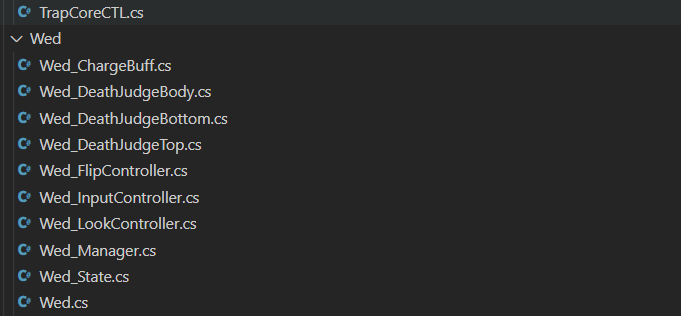 TrapCoreCTL.cs
Wed
Wed_ChargeBuff.cs
Wed_DeathJudgeBody.cs
Wed_DeathJudgeBottom.cs
Wed_DeathJudgeTop.cs
Wed_FlipController.cs
Wed_InputController.cs
Wed_LookController.cs
Wed_Manager.cs
Wed_State.cs
Wed.cs